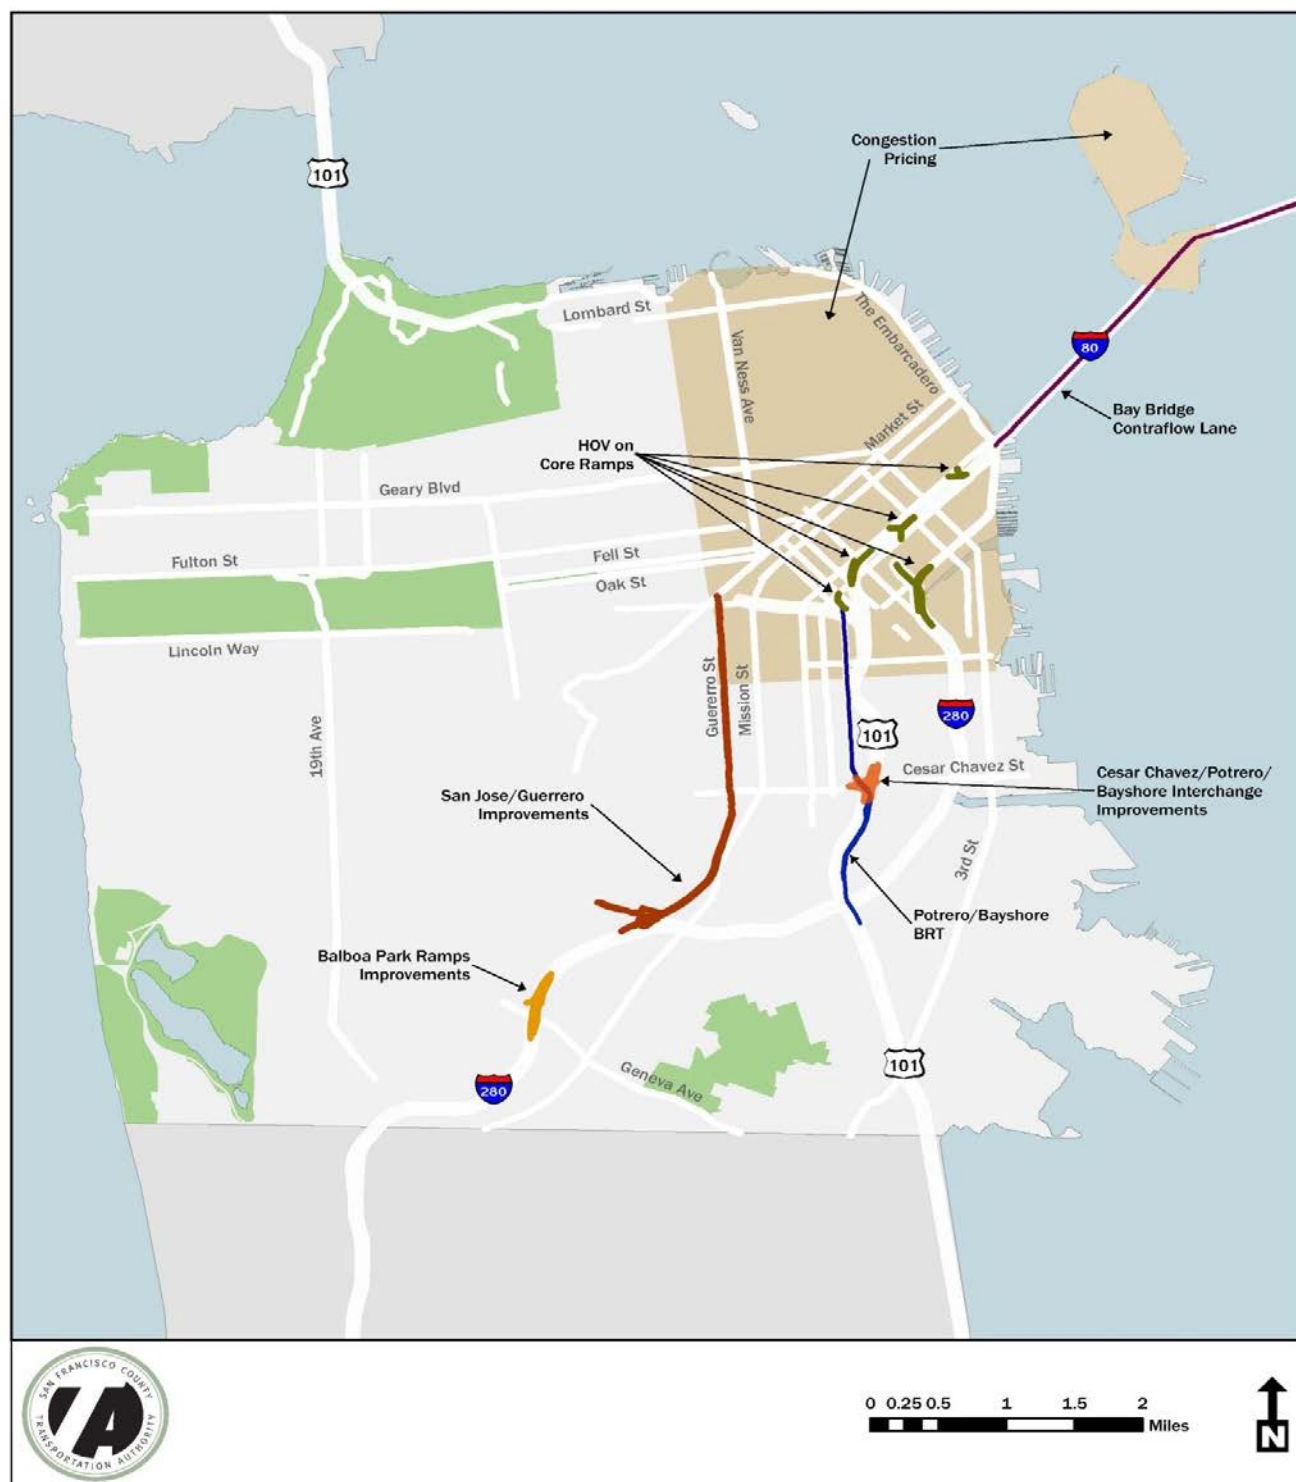 101
Congestion
Pricing
Lombard St
The Embarcadero
Van Ness Ave
80
Market St
Bay Bridge
Contraflow Lane
HOV on
Core Ramps
Geary Blvd
Fulton St
Fell St
Oak St
Lincoln Way
Guererro St
Mission St
19th Ave
280
101
Cesar Chavez St
Cesar Chavez/Potrero/
Bayshore Interchange
Improvements
San Jose/Guerrero
Improvements
3rd St
Potrero/Bayshore
BRT
Balboa Park Ramps
Improvements
Geneva Ave
101
280
SAN FRANCISCO COUNTY
TRANSPORTATION AUTHORITY
TA
0 0.25 0.5 1 1.5 2
Miles
N